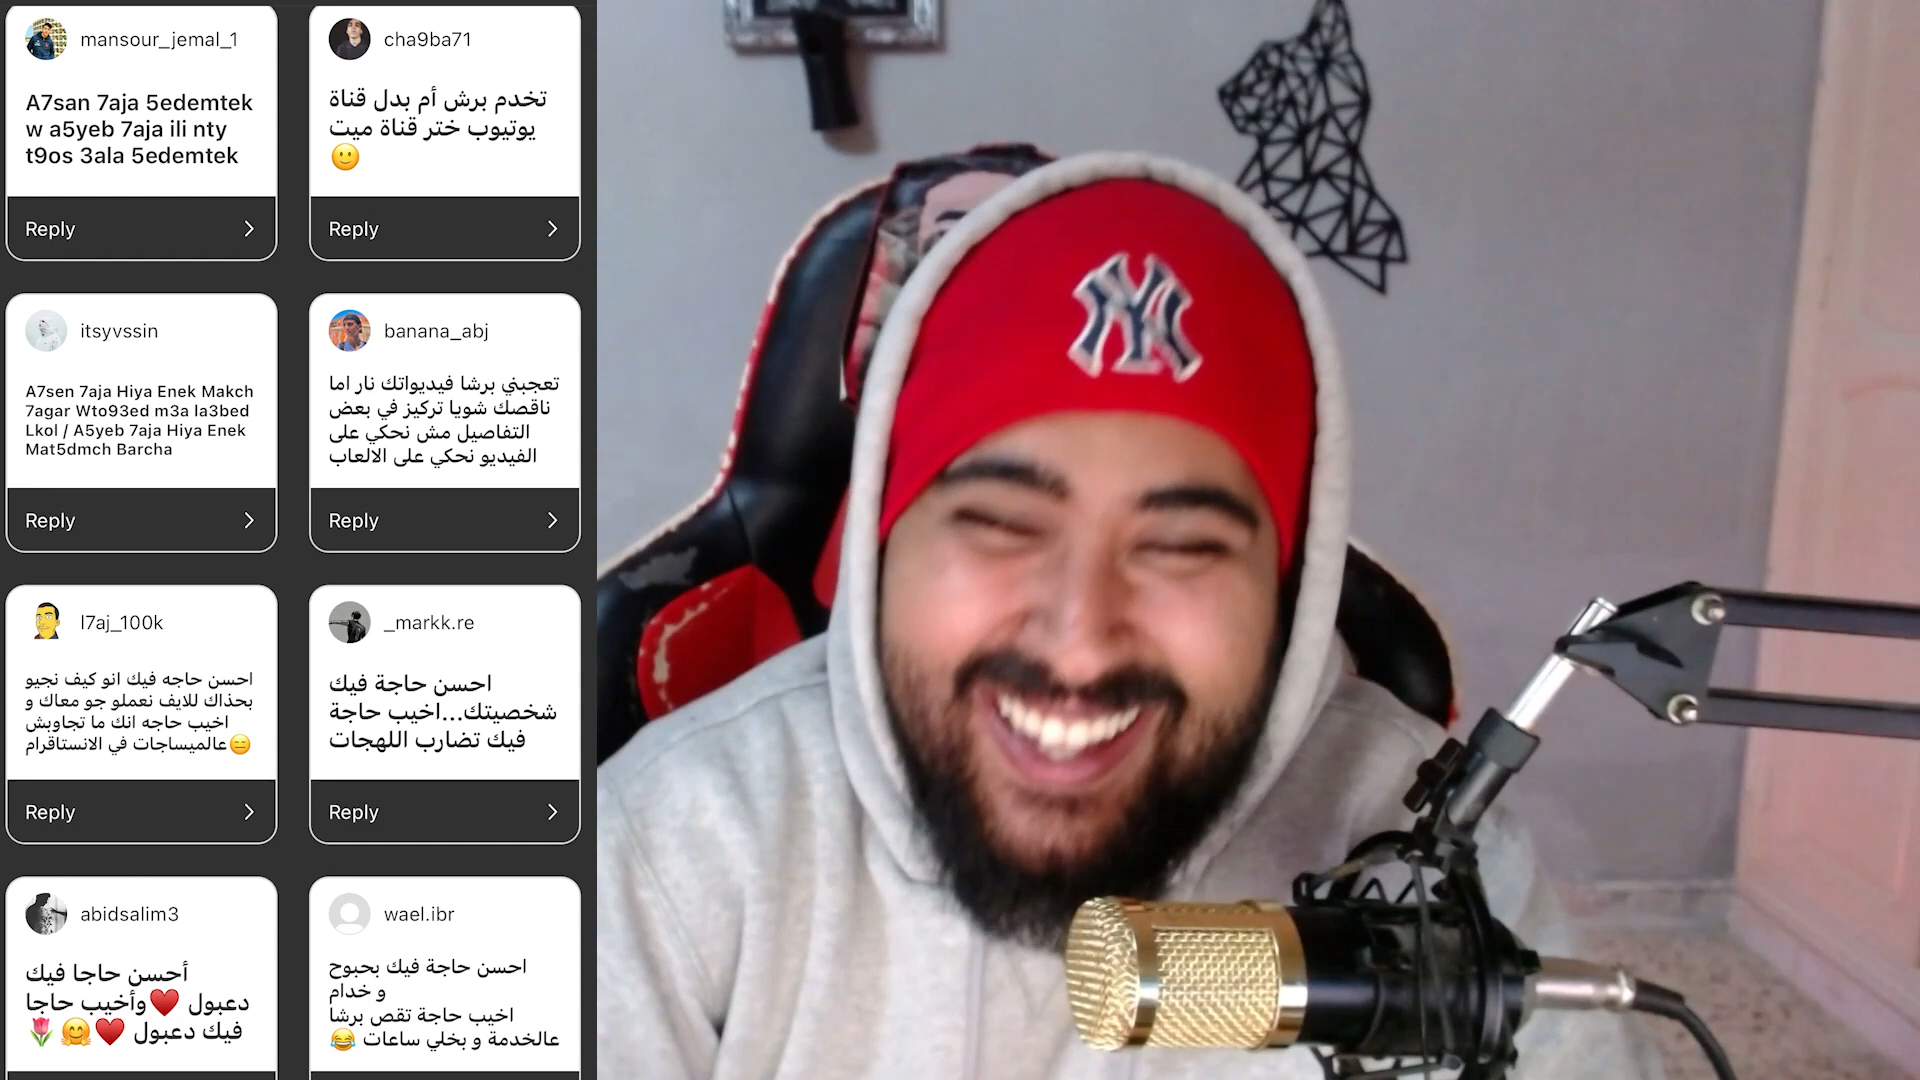 mansour_jemal_1
A7san 7aja 5edemtek
w a5yeb 7aja ili nty
t9os 3ala 5edemtek
Reply
cha9ba71
تخدم برش أم بدل قناة
يوتيوب ختر قناة ميت
🙂
Reply
itsyvssin
A7sen 7aja Hiya Enek Makch
7agar Wto93ed m3a la3bed
Lkol / A5yeb 7aja Hiya Enek
Mat5dmch Barcha
Reply
banana_abj
تعجبني برشا فيديواتك نار اما
ناقصك شويا تركيز في بعض
التفاصيل مش نحكي على
الفيديو نحكي على الالعاب
Reply
l7aj_100k
احسن حاجه فيك انو كيف نجيو
بحذاك للايف نعملو جو معاك و
اخيب حاجه انك ما تجاوبش
عالميساجات في الانستاقرام😑
Reply
_markk.re
احسن حاجة فيك
شخصيتك...اخيب حاجة
فيك تضارب اللهجات
Reply
abidsalim3
أحسن حاجا فيك
دعبول ♥️وأخيب حاجا
فيك دعبول ♥️🤗🌷
wael.ibr
احسن حاجة فيك بحبوح
و خدام
اخيب حاجة تقص برشا
عالخدمة و بخلي ساعات 😂
NY